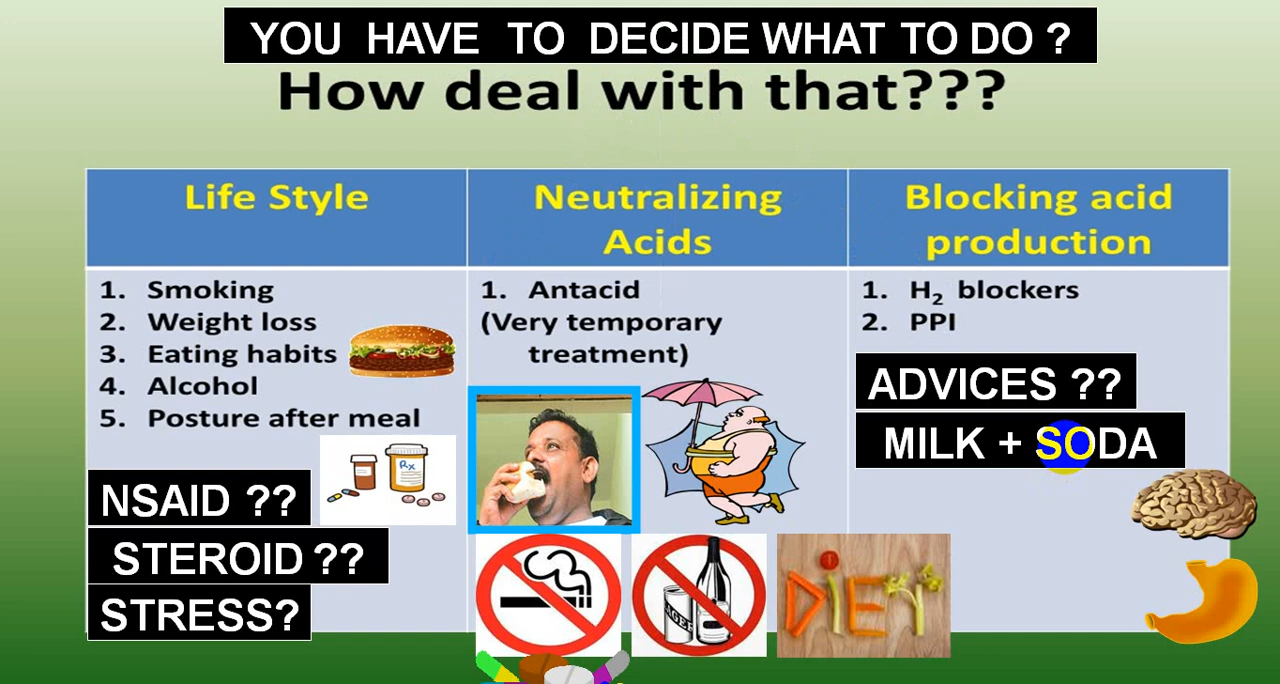 YOU HAVE TO DECIDE WHAT TO DO ?
How deal with that???
Life Style
1. Smoking
2. Weight loss
3. Eating habits
4. Alcohol
5. Posture after meal
Rx
NSAID ??
STEROID ??
STRESS?
Neutralizing
Acids
1. Antacid
(Very temporary
treatment)
LAGER
DiET
Blocking acid
production
1. H₂ blockers
2. PPI
ADVICES ??
MILK + SODA